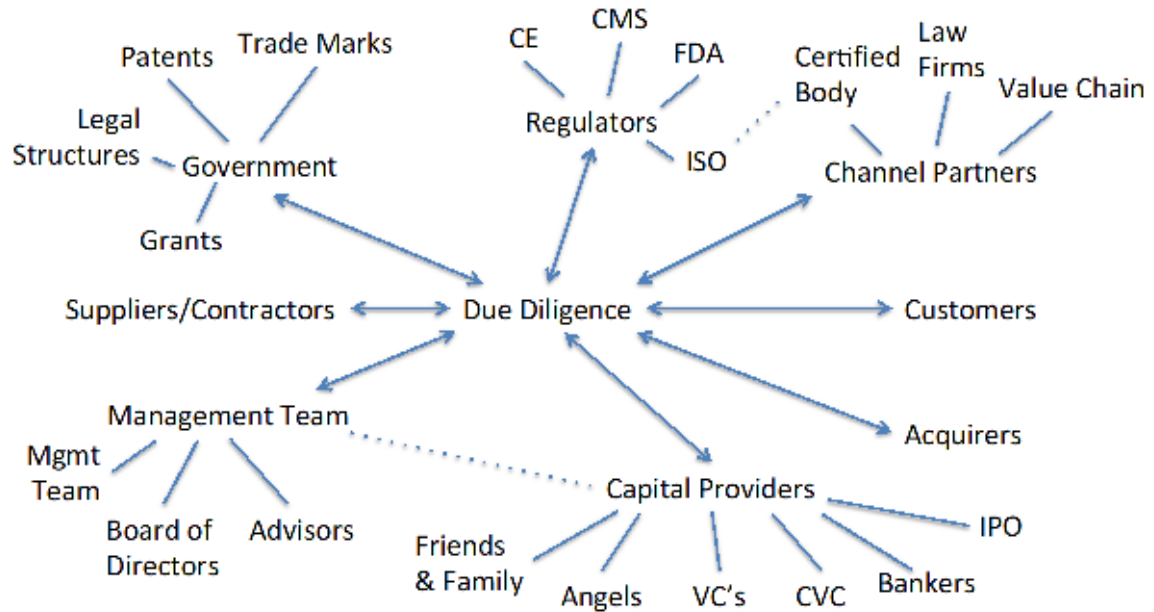 Patents
Trade Marks
Legal
Structures
Government
Grants
CE
CMS
FDA
Regulators
ISO
Certified
Body
Law
Firms
Value Chain
Channel Partners
Suppliers/Contractors
Due Diligence
Customers
Management Team
Mgmt
Team
Board of
Directors
Advisors
Acquirers
Capital Providers
Friends
& Family
Angels
VC's
CVC
Bankers
IPO